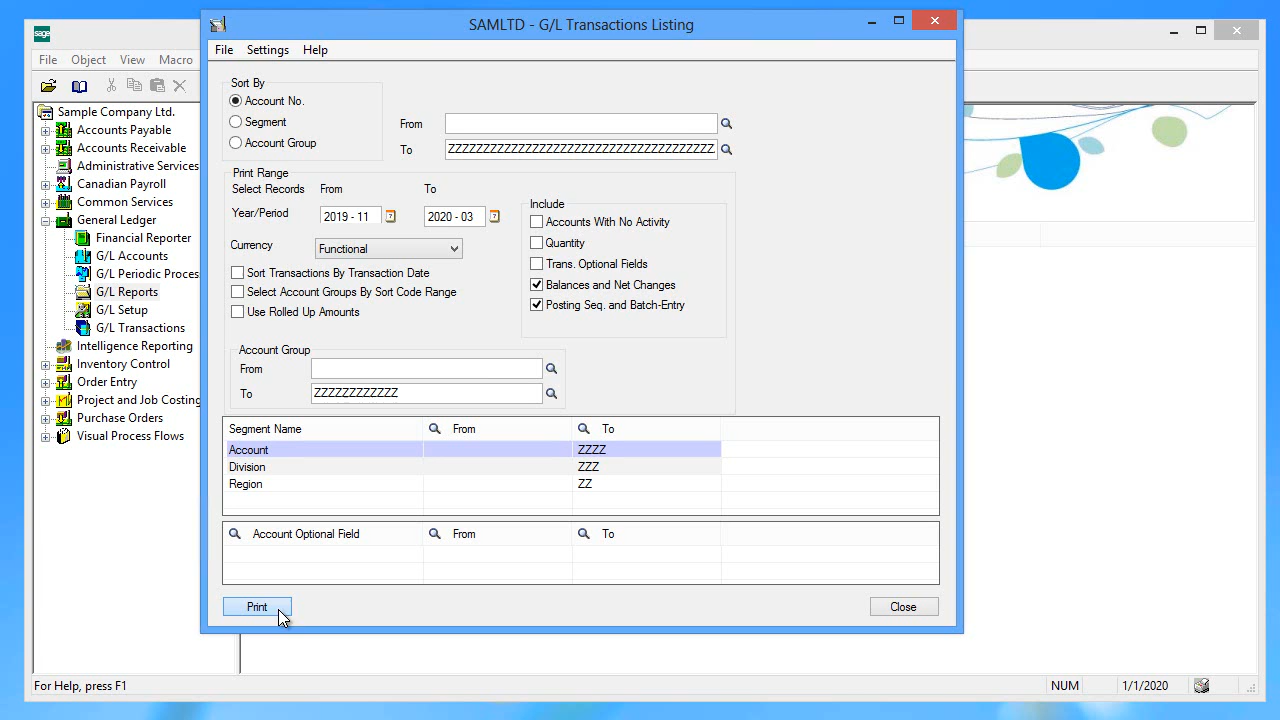 SAMLTD - G/L Transactions Listing
sage
File Settings Help
File Object View Macro
Sample Company Ltd.
Accounts Payable
Accounts Receivable
Administrative Services
Canadian Payroll
Common Services
General Ledger
Financial Reporter
G/L Accounts
G/L Periodic Proces
G/L Reports
G/L Setup
G/L Transactions
Intelligence Reporting
Inventory Control
Order Entry
Project and Job Costing
Purchase Orders
Visual Process Flows
Sort By
Account No.
Segment
Account Group
From
To ZZZZZZZZZZZZZZZZZZZZZZZZZZZZZZZZZZZZZZ
Print Range
Select Records From To
Year/Period 2019 - 11 2020 - 03
Currency Functional
Sort Transactions By Transaction Date
Select Account Groups By Sort Code Range
Use Rolled Up Amounts
Include
Accounts With No Activity
Quantity
Trans. Optional Fields
Balances and Net Changes
Posting Seq. and Batch-Entry
Account Group
From
To ZZZZZZZZZZZZ
Segment Name From To
Account ZZZZ
Division ZZZ
Region ZZ
Account Optional Field From To
Print Close
For Help, press F1 NUM 1/1/2020